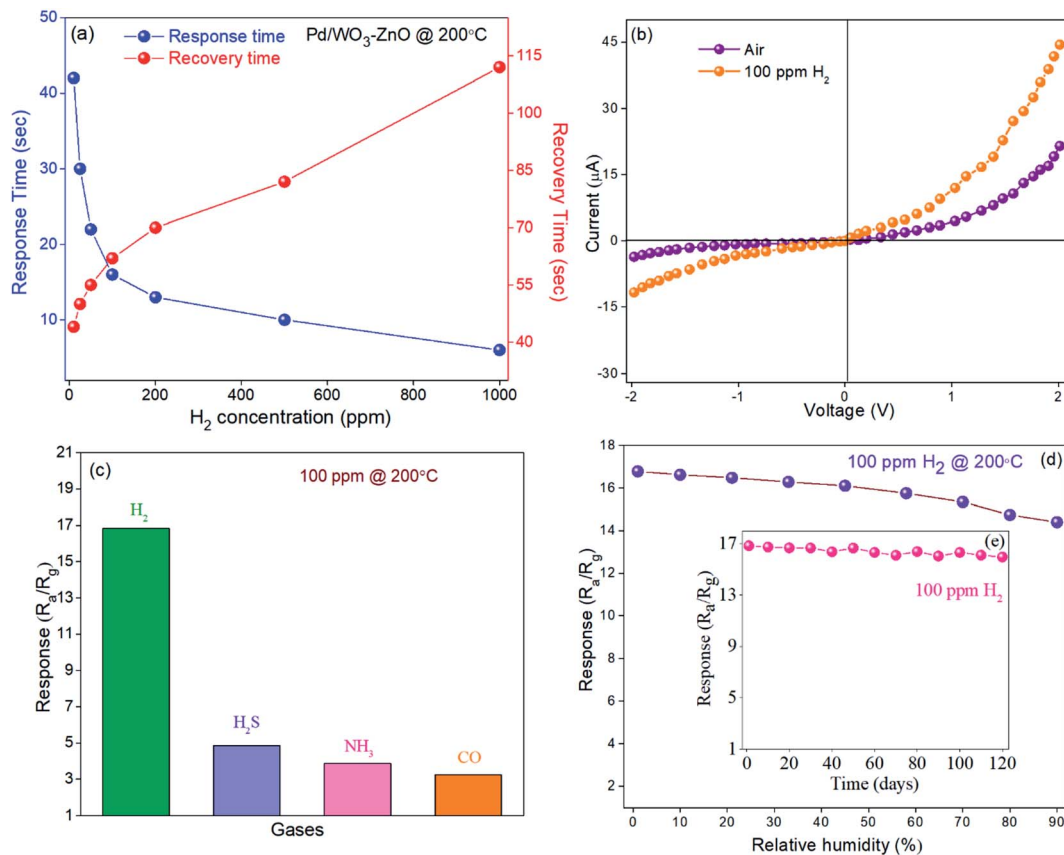 (a)
Response time
Recovery time
Pd/WO₃-ZnO @ 200°C
50
40
30
20
10
Response Time (sec)
115
100
85
70
55
40
Recovery Time (sec)
0 200 400 600 800 1000
H₂ concentration (ppm)
(b)
Air
100 ppm H₂
45
30
15
0
-15
-30
Current (μA)
-2 -1 0 1 2
Voltage (V)
(c)
100 ppm @ 200°C
21
19
17
15
13
11
9
7
5
3
1
Response (Rₐ/R_g)
H₂
H₂S
NH₃
CO
Gases
(d)
100 ppm H₂ @ 200°C
18
16
14
12
10
8
6
4
2
Response (Rₐ/R_g)
0 10 20 30 40 50 60 70 80 90
Relative humidity (%)
(e)
100 ppm H₂
17
13
9
5
1
Response (Rₐ/R_g)
0 20 40 60 80 100 120
Time (days)